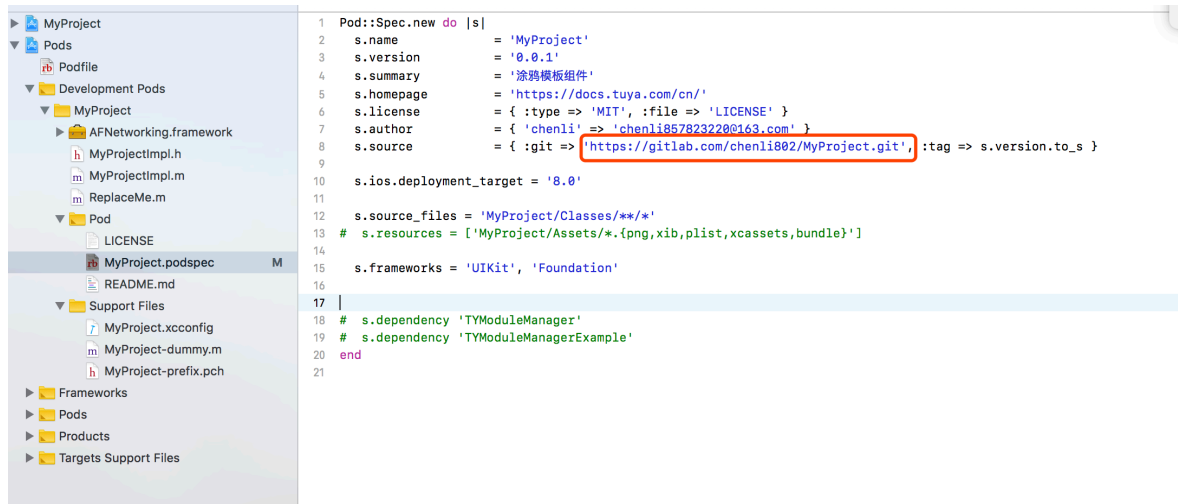 MyProject
Pods
Podfile
Development Pods
MyProject
AFNetworking.framework
MyProjectImpl.h
MyProjectImpl.m
ReplaceMe.m
Pod
LICENSE
MyProject.podspec M
README.md
Support Files
MyProject.xcconfig
MyProject-dummy.m
MyProject-prefix.pch
Frameworks
Pods
Products
Targets Support Files
1 Pod::Spec.new do |s|
2 s.name = 'MyProject'
3 s.version = '0.0.1'
4 s.summary = '涂鸦模板组件'
5 s.homepage = 'https://docs.tuya.com/cn/'
6 s.license = { :type => 'MIT', :file => 'LICENSE' }
7 s.author = { 'chenli' => 'chenli857823220@163.com' }
8 s.source = { :git => 'https://gitlab.com/chenli802/MyProject.git', :tag => s.version.to_s }
9
10 s.ios.deployment_target = '8.0'
11
12 s.source_files = 'MyProject/Classes/**/*'
13 # s.resources = ['MyProject/Assets/*.{png,xib,plist,xcassets,bundle}']
14
15 s.frameworks = 'UIKit', 'Foundation'
16
17
18 # s.dependency 'TYModuleManager'
19 # s.dependency 'TYModuleManagerExample'
20 end
21